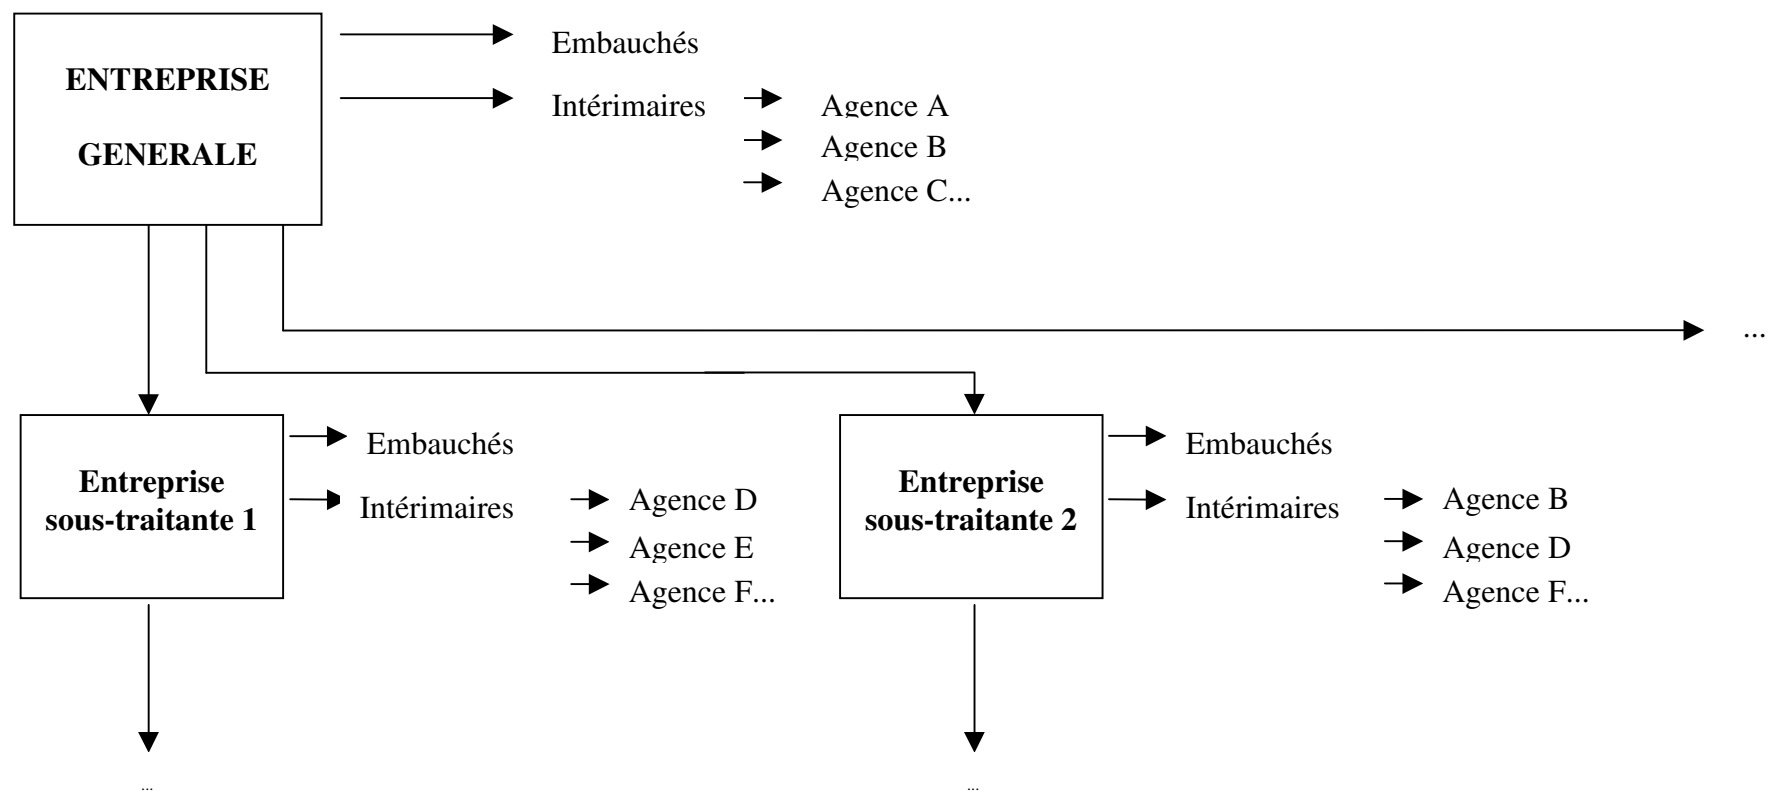 ENTREPRISE
GENERALE
Embauchés
Intérimaires
Agence A
Agence B
Agence C...
...
Entreprise
sous-traitante 1
Embauchés
Intérimaires
Agence D
Agence E
Agence F...
Entreprise
sous-traitante 2
Embauchés
Intérimaires
Agence B
Agence D
Agence F...
...
...